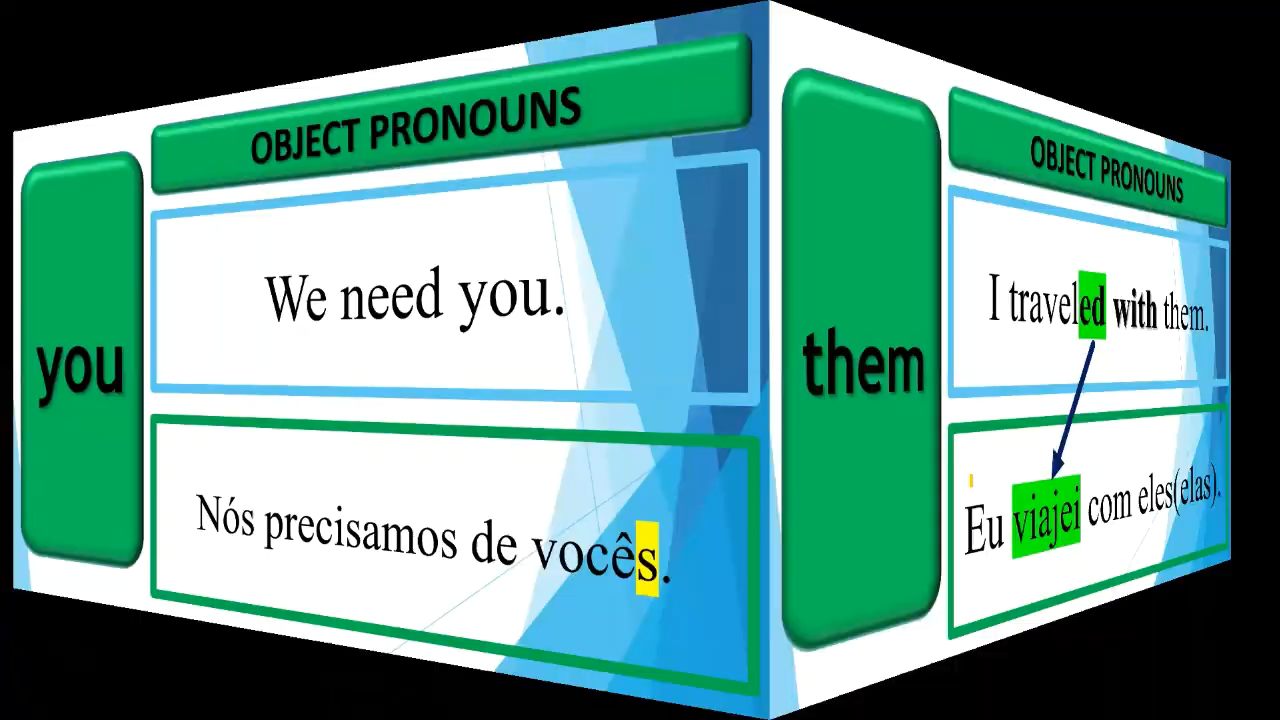 OBJECT PRONOUNS
you
We need you.
Nós precisamos de vocês.
OBJECT PRONOUNS
them
I traveled with them.
Eu viajei com eles(elas).